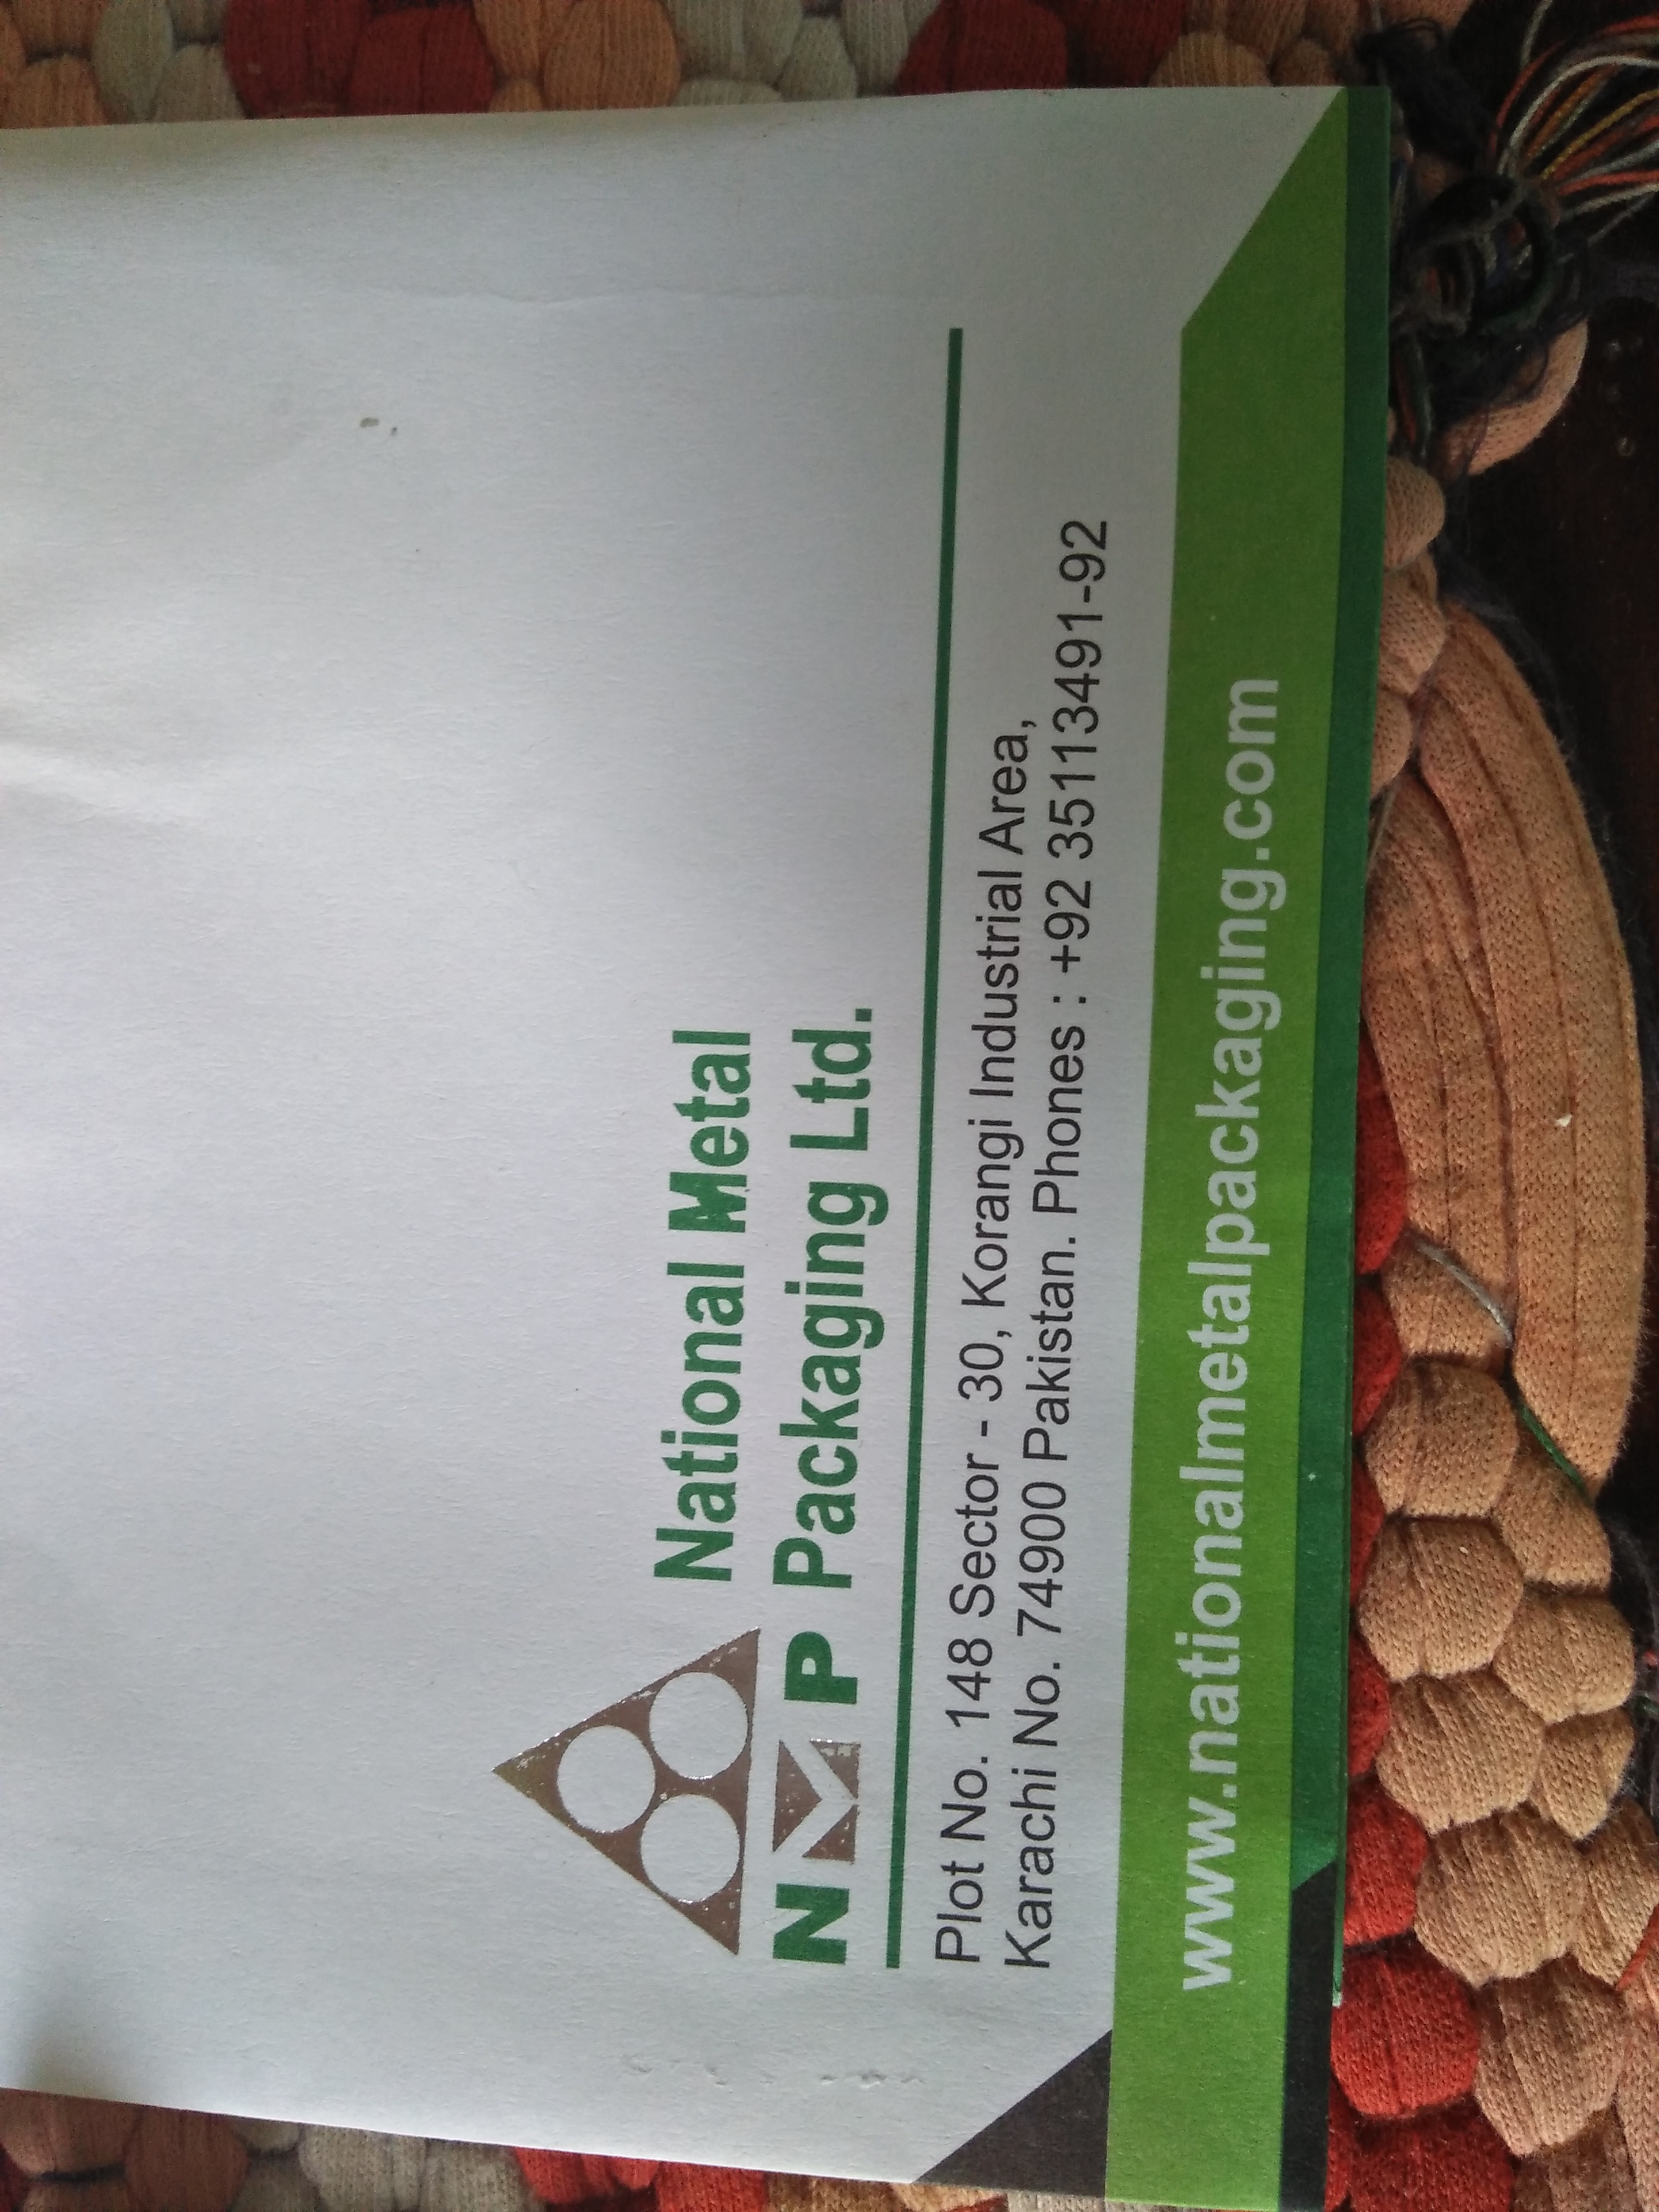 National Metal
NMP Packaging Ltd.
Plot No. 148 Sector - 30, Korangi Industrial Area,
Karachi No. 74900 Pakistan. Phones : +92 35113491-92
www.nationalmetalpackaging.com